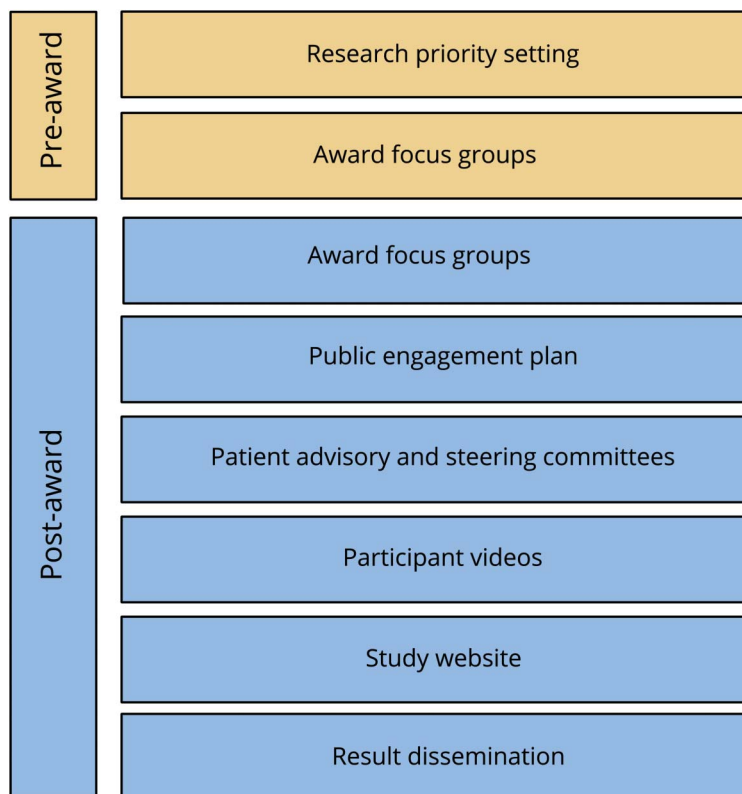 Pre-award
Research priority setting
Award focus groups
Post-award
Award focus groups
Public engagement plan
Patient advisory and steering committees
Participant videos
Study website
Result dissemination